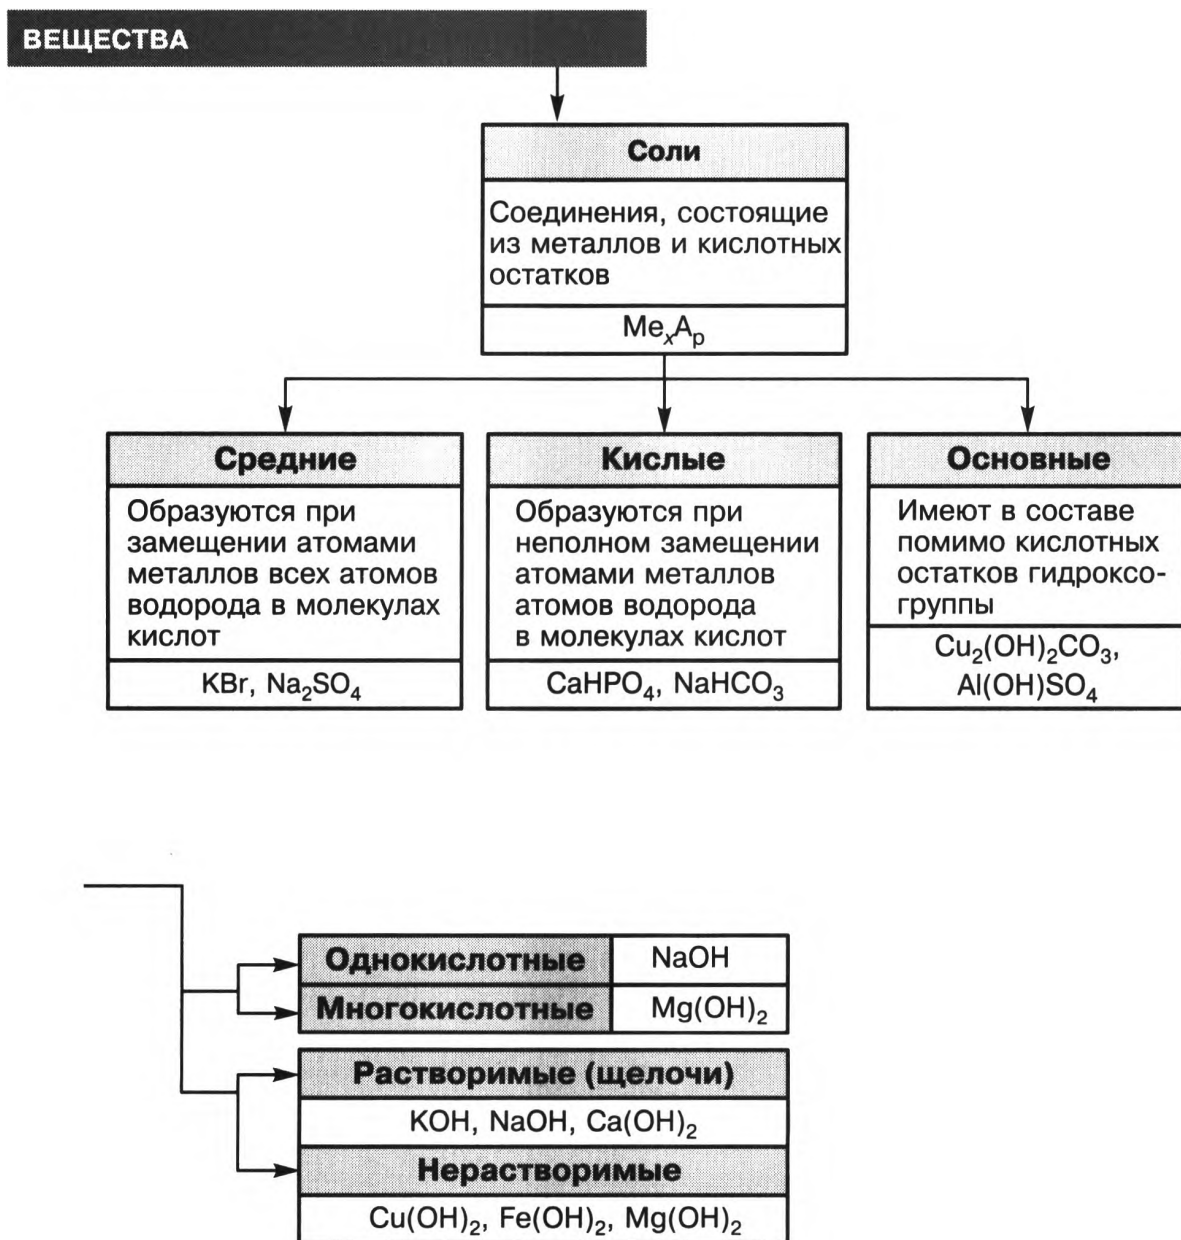 ВЕЩЕСТВА
Соли
Соединения, состоящие
из металлов и кислотных
остатков
MeₓAₚ
Средние
Образуются при
замещении атомами
металлов всех атомов
водорода в молекулах
кислот
KBr, Na₂SO₄
Кислые
Образуются при
неполном замещении
атомами металлов
атомов водорода
в молекулах кислот
CaHPO₄, NaHCO₃
Основные
Имеют в составе
помимо кислотных
остатков гидроксо-
группы
Cu₂(OH)₂CO₃,
Al(OH)SO₄
Однокислотные NaOH
Многокислотные Mg(OH)₂
Растворимые (щелочи)
KOH, NaOH, Ca(OH)₂
Нерастворимые
Cu(OH)₂, Fe(OH)₂, Mg(OH)₂